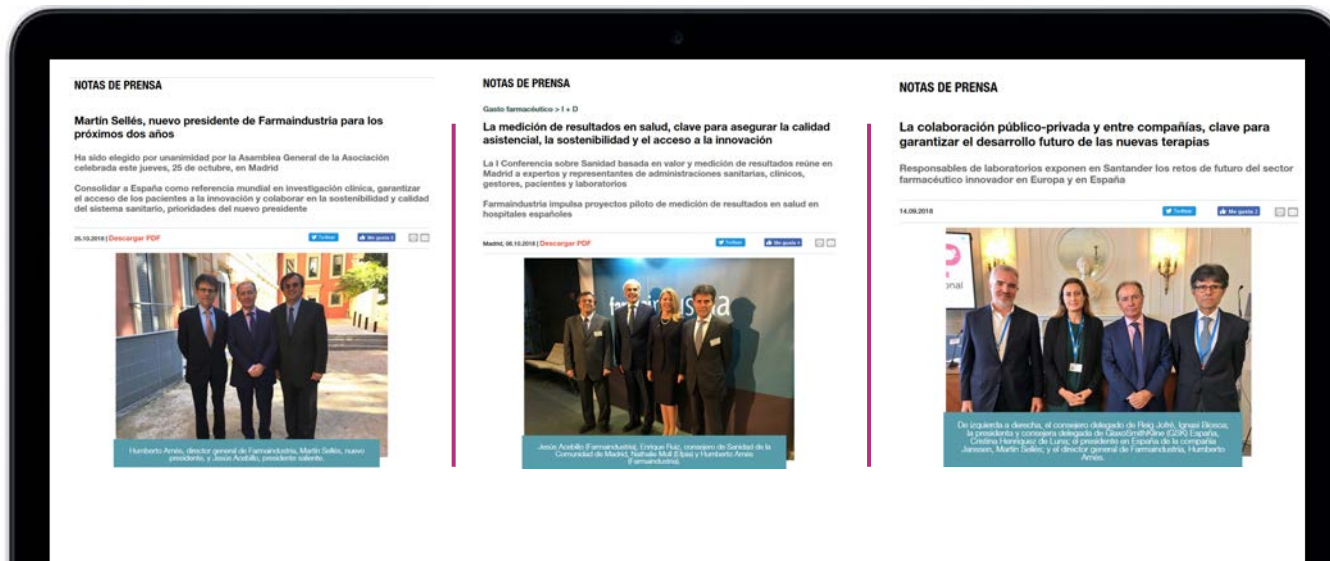 NOTAS DE PRENSA
Martín Sellés, nuevo presidente de Farmaindustria para los
próximos dos años
Ha sido elegido por unanimidad por la Asamblea General de la Asociación
celebrada este jueves, 25 de octubre, en Madrid
Consolidar a España como referencia mundial en investigación clínica, garantizar
el acceso de los pacientes a la innovación y colaborar en la sostenibilidad y calidad
del sistema sanitario, prioridades del nuevo presidente
25.10.2018 | Descargar PDF
Twittear
Me gusta
Humberto Arnés, director general de Farmaindustria, Martín Sellés, nuevo
presidente, y Jesús Acebillo, presidente saliente.
NOTAS DE PRENSA
Gasto farmacéutico > I + D
La medición de resultados en salud, clave para asegurar la calidad
asistencial, la sostenibilidad y el acceso a la innovación
La I Conferencia sobre Sanidad basada en valor y medición de resultados reúne en
Madrid a expertos y representantes de administraciones sanitarias, clínicos,
gestores, pacientes y laboratorios
Farmaindustria impulsa proyectos piloto de medición de resultados en salud en
hospitales españoles
Madrid, 08.10.2018 | Descargar PDF
Twittear
Me gusta
farmaindustria
Jesús Acebillo (Farmaindustria), Enrique Ruiz, consejero de Sanidad de la
Comunidad de Madrid, Nathalie Moll (Efpia) y Humberto Arnés
(Farmaindustria).
NOTAS DE PRENSA
La colaboración público-privada y entre compañías, clave para
garantizar el desarrollo futuro de las nuevas terapias
Responsables de laboratorios exponen en Santander los retos de futuro del sector
farmacéutico innovador en Europa y en España
14.09.2018
Twittear
Me gusta 2
onal
De izquierda a derecha, el consejero delegado de Reig Jofré, Ignasi Biosca,
la presidenta y consejera delegada de GlaxoSmithKline (GSK) España,
Cristina Henríquez de Luna; el presidente en España de la compañía
Janssen, Martín Sellés; y el director general de Farmaindustria, Humberto
Arnés.